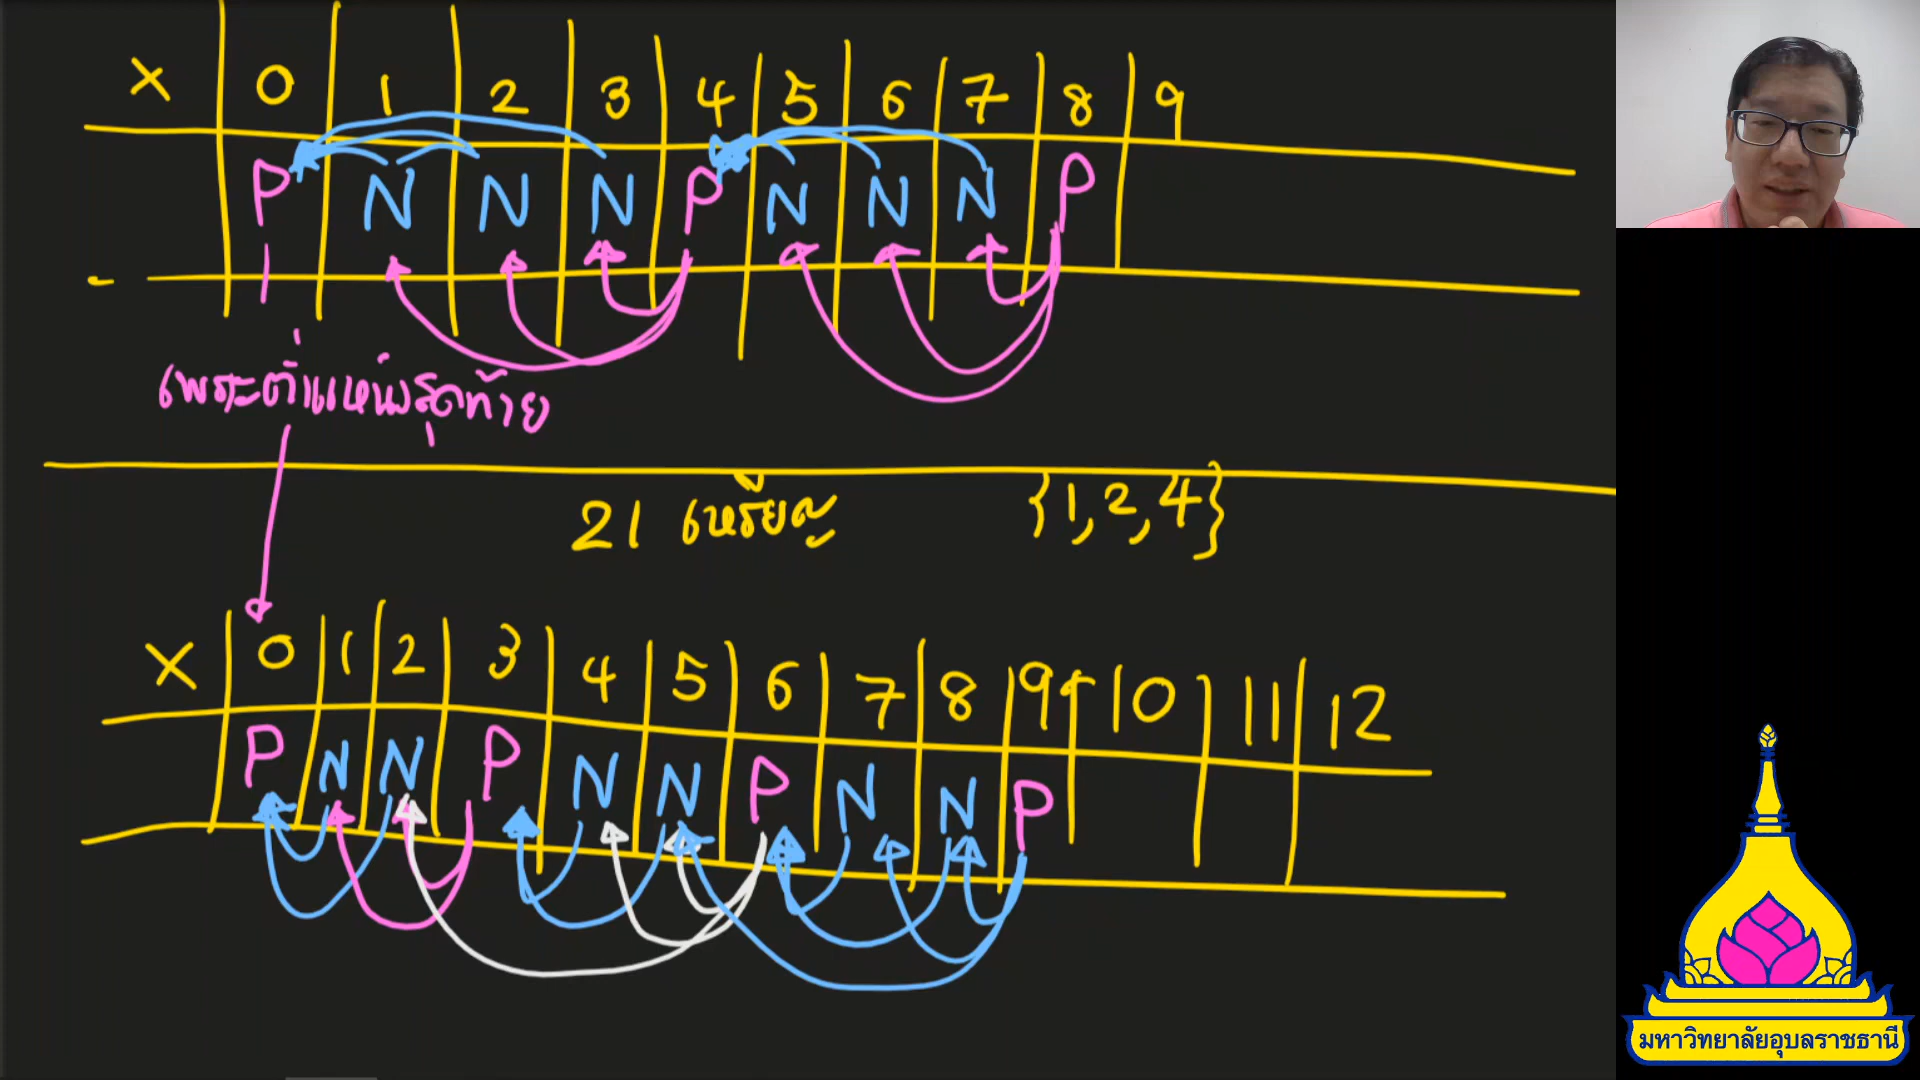 X 0 1 2 3 4 5 6 7 8 9
P N N N P N N N P
เพราะตำแหน่งสุดท้าย
21 เหรียญ {1,2,4}
X 0 1 2 3 4 5 6 7 8 9 10 11 12
P N N P N N P N N P
มหาวิทยาลัยอุบลราชธานี